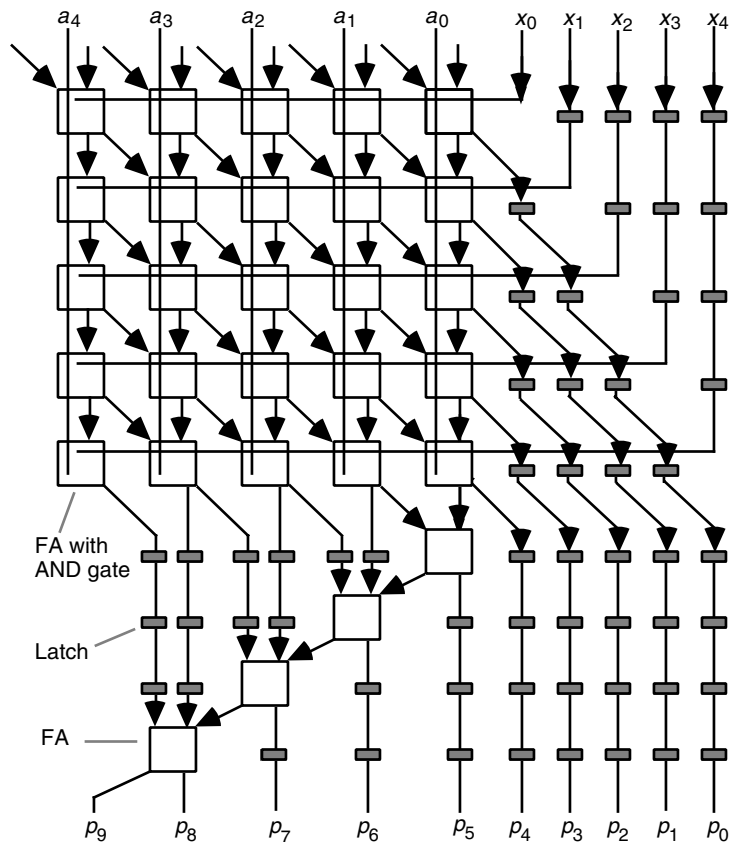 a₄ a₃ a₂ a₁ a₀ x₀ x₁ x₂ x₃ x₄
FA with
AND gate
Latch
FA
p₉ p₈ p₇ p₆ p₅ p₄ p₃ p₂ p₁ p₀